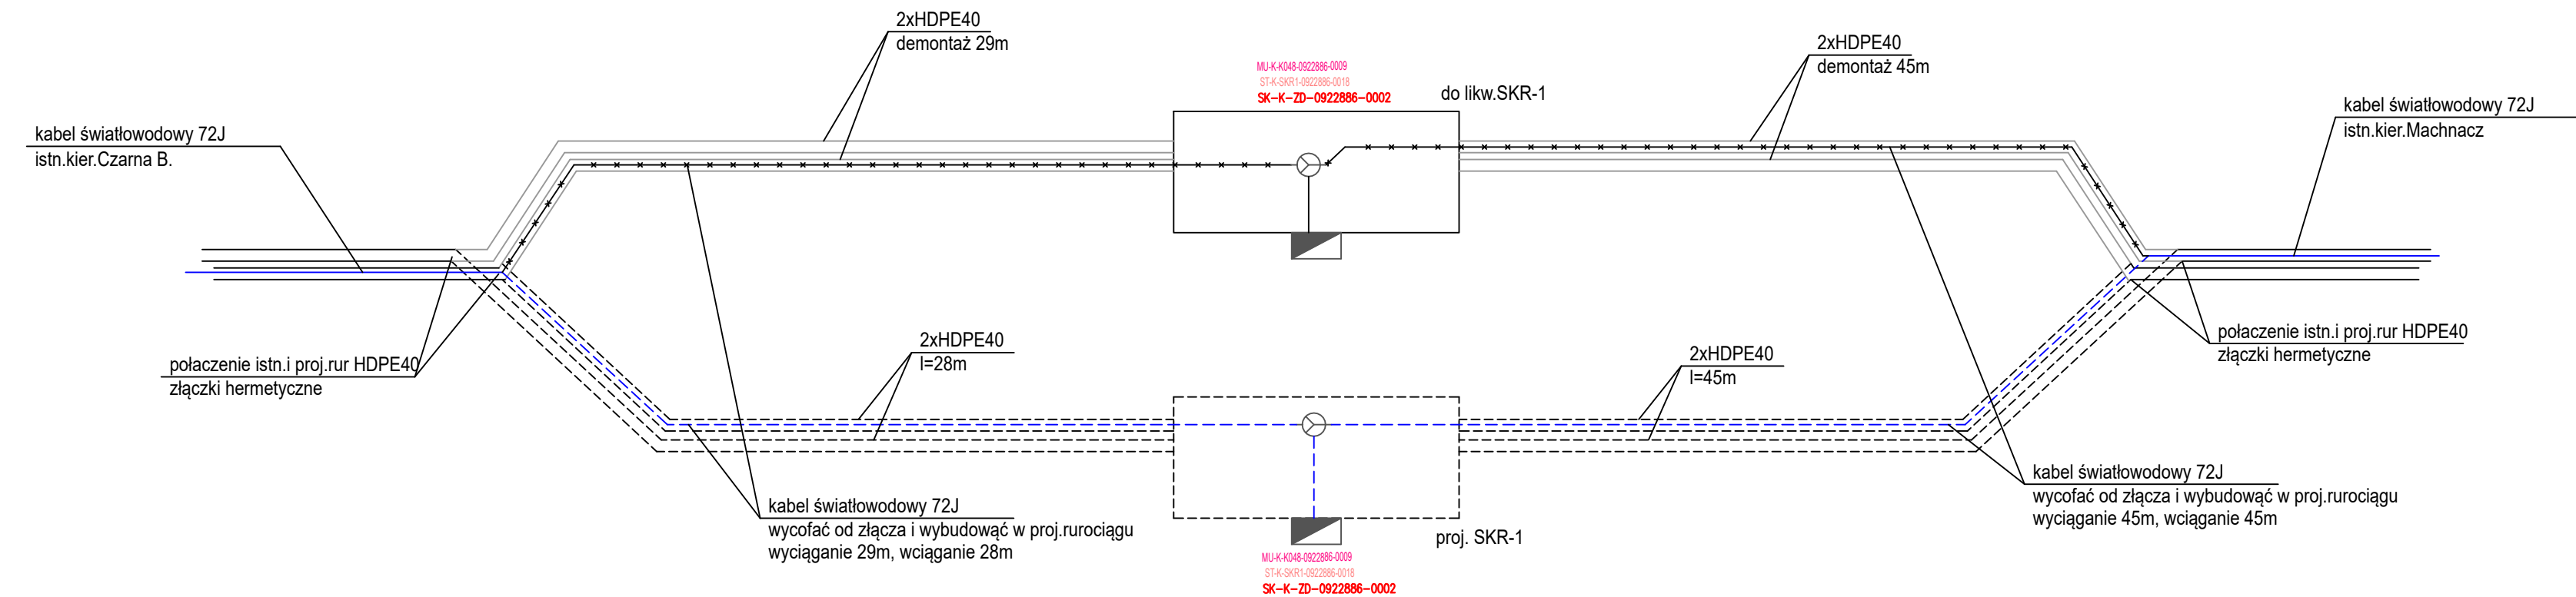 2xHDPE40
demontaż 29m
2xHDPE40
demontaż 45m
MU-K-K048-0922886-0009
ST-K-SKR1-0922886-0018
SK-K-ZD-0922886-0002
do likw.SKR-1
kabel światłowodowy 72J
istn.kier.Czarna B.
kabel światłowodowy 72J
istn.kier.Machnacz
połaczenie istn.i proj.rur HDPE40
złączki hermetyczne
2xHDPE40
l=28m
2xHDPE40
l=45m
połaczenie istn.i proj.rur HDPE40
złączki hermetyczne
kabel światłowodowy 72J
wycofać od złącza i wybudowąć w proj.rurociągu
wyciąganie 29m, wciąganie 28m
kabel światłowodowy 72J
wycofać od złącza i wybudowąć w proj.rurociągu
wyciąganie 45m, wciąganie 45m
proj. SKR-1
MU-K-K048-0922886-0009
ST-K-SKR1-0922886-0018
SK-K-ZD-0922886-0002